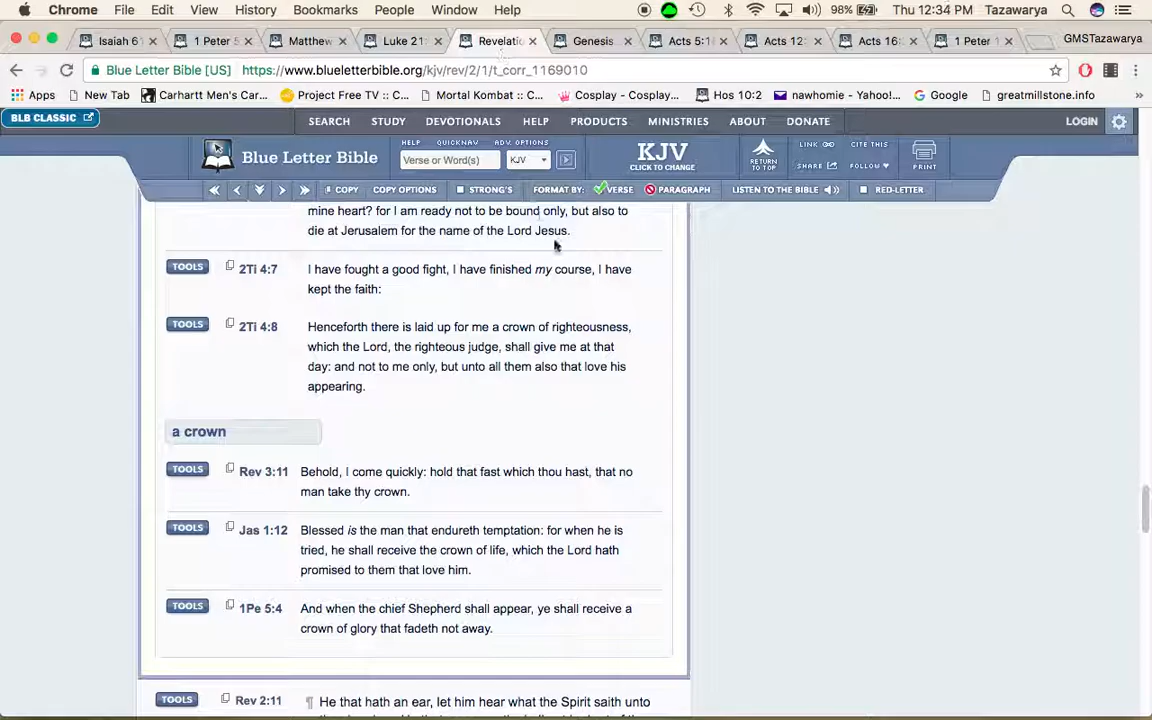 Chrome File Edit View History Bookmarks People Window Help 98% Thu 12:34 PM Tazawarya
Isaiah 6 1 Peter 5 Matthew Luke 21 Revelatio Genesis Acts 5:1 Acts 12: Acts 16: 1 Peter 1 GMSTazawarya
Blue Letter Bible [US] https://www.blueletterbible.org/kjv/rev/2/1/t_corr_1169010
Apps New Tab Carhartt Men's Car... Project Free TV :: C... Mortal Kombat :: C... Cosplay - Cosplay... Hos 10:2 nawhomie - Yahoo!... Google greatmillstone.info »
BLB CLASSIC SEARCH STUDY DEVOTIONALS HELP PRODUCTS MINISTRIES ABOUT DONATE LOGIN
HELP QUICKNAV ADV. OPTIONS
Blue Letter Bible Verse or Word(s) KJV
KJV
CLICK TO CHANGE
RETURN TO TOP
LINK CITE THIS
SHARE FOLLOW
PRINT
COPY COPY OPTIONS STRONG'S FORMAT BY: VERSE PARAGRAPH LISTEN TO THE BIBLE RED-LETTER
mine heart? for I am ready not to be bound only, but also to
die at Jerusalem for the name of the Lord Jesus.
TOOLS 2Ti 4:7 I have fought a good fight, I have finished my course, I have
kept the faith:
TOOLS 2Ti 4:8 Henceforth there is laid up for me a crown of righteousness,
which the Lord, the righteous judge, shall give me at that
day: and not to me only, but unto all them also that love his
appearing.
a crown
TOOLS Rev 3:11 Behold, I come quickly: hold that fast which thou hast, that no
man take thy crown.
TOOLS Jas 1:12 Blessed is the man that endureth temptation: for when he is
tried, he shall receive the crown of life, which the Lord hath
promised to them that love him.
TOOLS 1Pe 5:4 And when the chief Shepherd shall appear, ye shall receive a
crown of glory that fadeth not away.
TOOLS Rev 2:11 ¶ He that hath an ear, let him hear what the Spirit saith unto